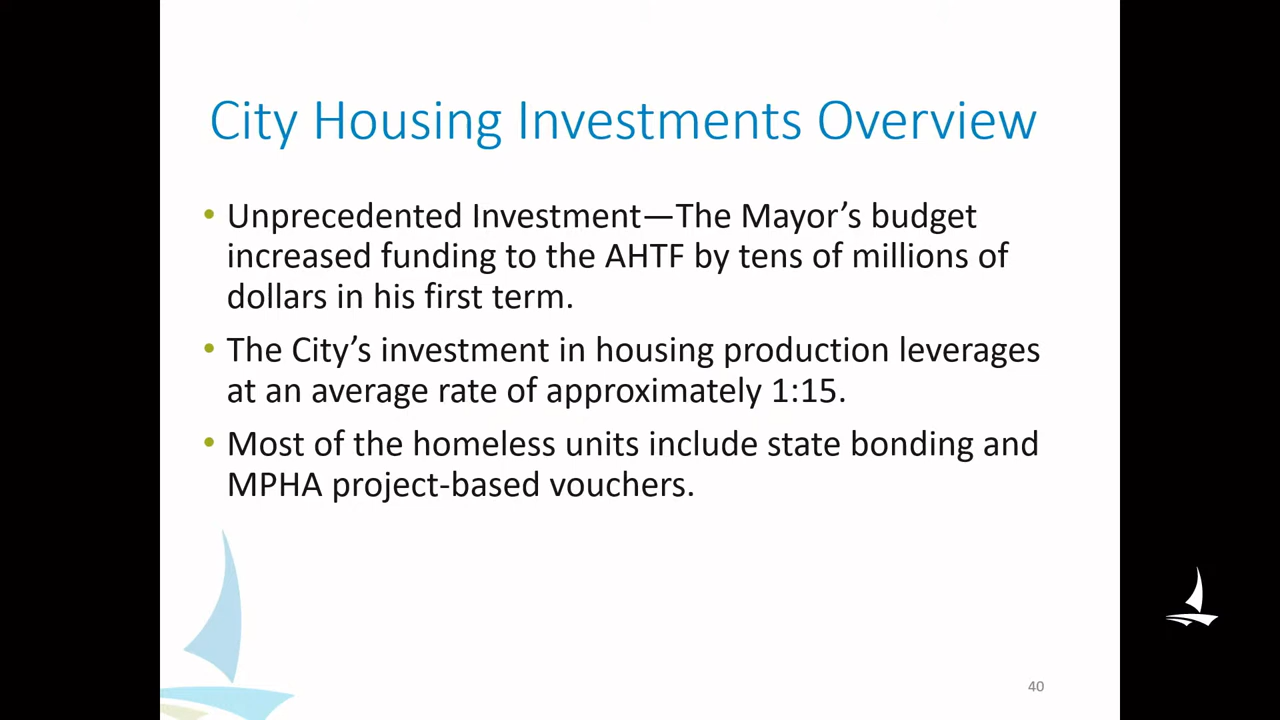 City Housing Investments Overview
• Unprecedented Investment—The Mayor’s budget
increased funding to the AHTF by tens of millions of
dollars in his first term.
• The City’s investment in housing production leverages
at an average rate of approximately 1:15.
• Most of the homeless units include state bonding and
MPHA project-based vouchers.
40